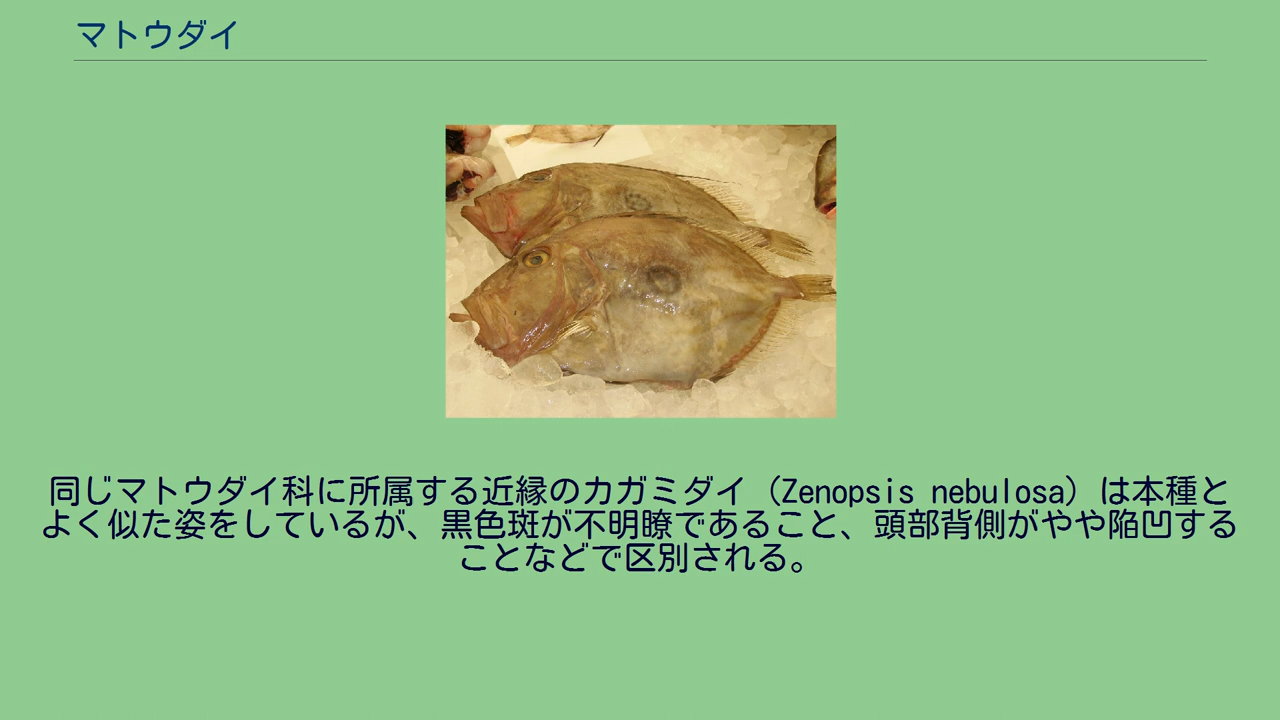 マトウダイ
同じマトウダイ科に所属する近縁のカガミダイ（Zenopsis nebulosa）は本種と
よく似た姿をしているが、黒色斑が不明瞭であること、頭部背側がやや陥凹する
ことなどで区別される。